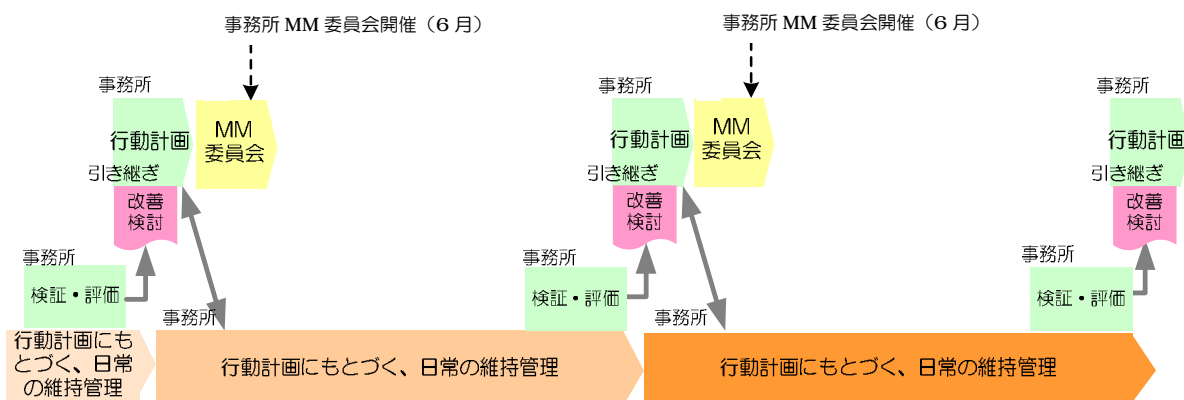 事務所 MM 委員会開催（6 月）
事務所 MM 委員会開催（6 月）
事務所
行動計画
MM
委員会
引き継ぎ
改善
検討
事務所
検証・評価
事務所
行動計画にも
とづく、日常
の維持管理
行動計画にもとづく、日常の維持管理
事務所
行動計画
MM
委員会
引き継ぎ
改善
検討
事務所
検証・評価
事務所
行動計画にもとづく、日常の維持管理
事務所
行動計画
引き継ぎ
改善
検討
事務所
検証・評価